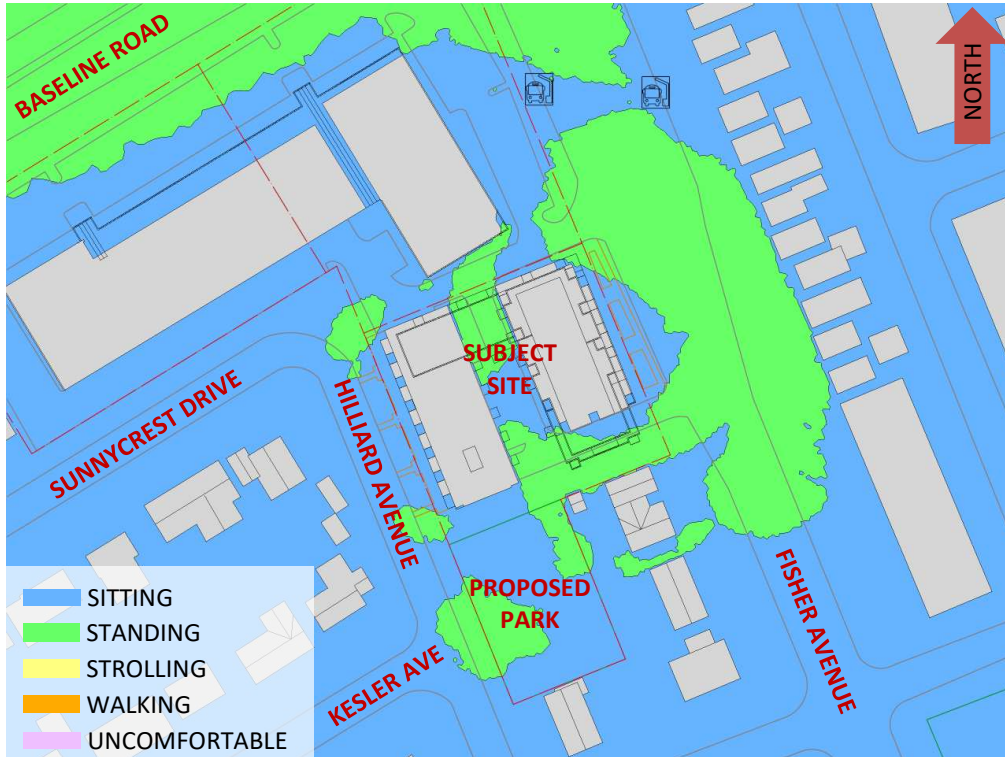 BASELINE ROAD
NORTH
SUBJECT
SITE
SUNNYCREST DRIVE
HILLIARD AVENUE
PROPOSED
PARK
FISHER AVENUE
KESLER AVE
SITTING
STANDING
STROLLING
WALKING
UNCOMFORTABLE